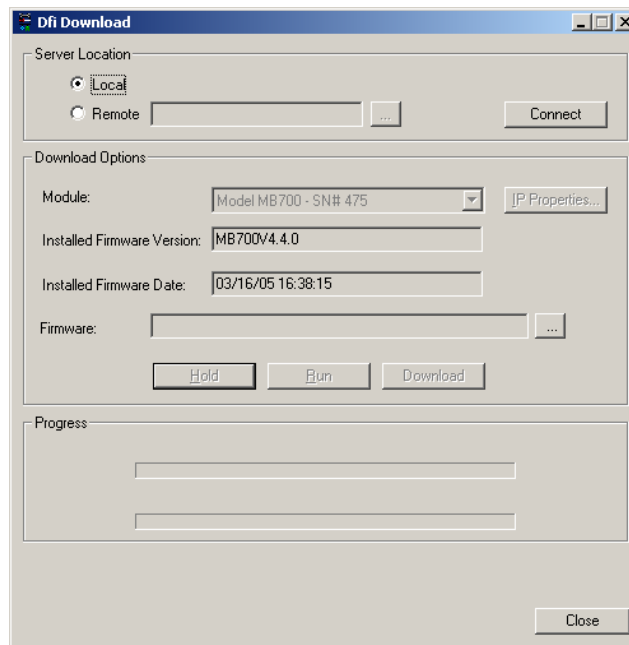 Dfi Download
Server Location
Local
Remote
...
Connect
Download Options
Module:
Model MB700 - SN# 475
IP Properties...
Installed Firmware Version:
MB700V4.4.0
Installed Firmware Date:
03/16/05 16:38:15
Firmware:
...
Hold
Run
Download
Progress
Close